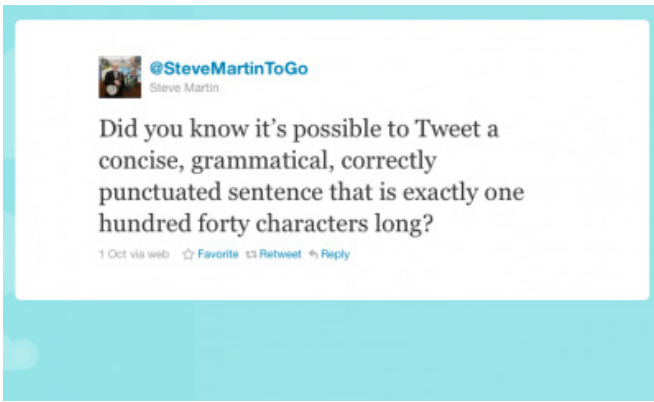 @SteveMartinToGo
Steve Martin
Did you know it’s possible to Tweet a
concise, grammatical, correctly
punctuated sentence that is exactly one
hundred forty characters long?
1 Oct via web Favorite Retweet Reply